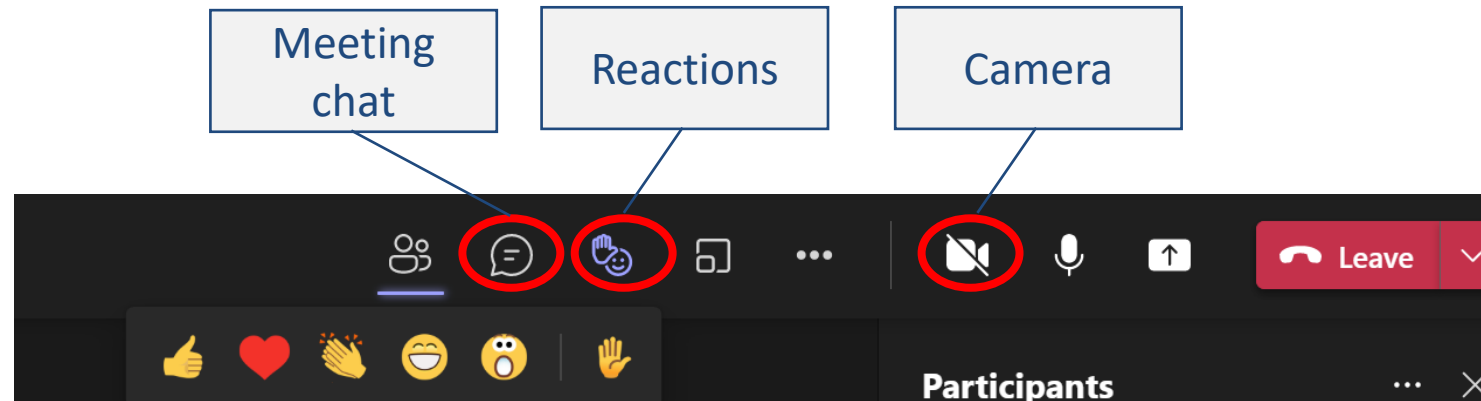 Meeting
chat
Reactions
Camera
Leave
Participants